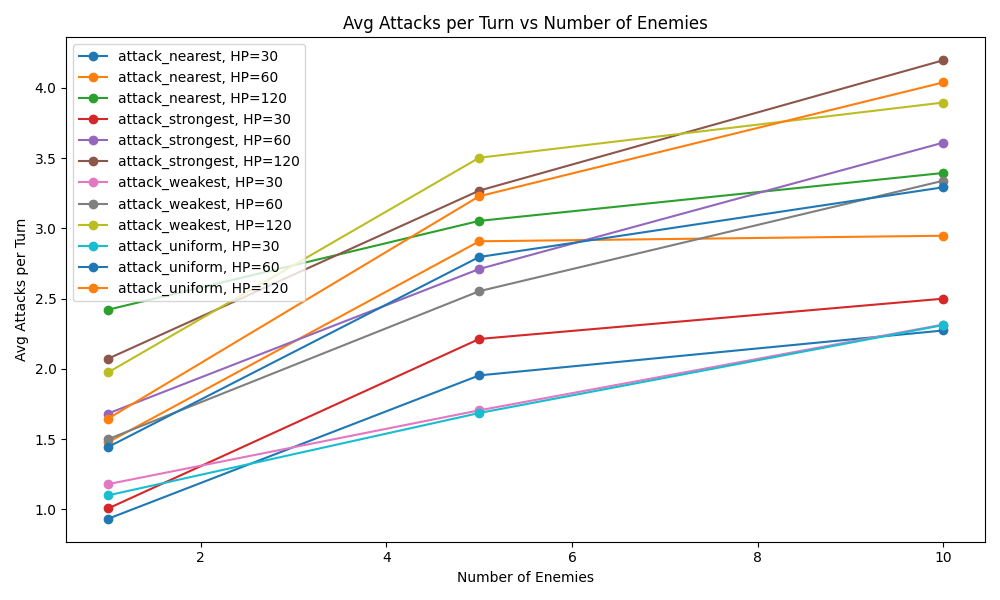 Avg Attacks per Turn vs Number of Enemies
attack_nearest, HP=30
attack_nearest, HP=60
attack_nearest, HP=120
attack_strongest, HP=30
attack_strongest, HP=60
attack_strongest, HP=120
attack_weakest, HP=30
attack_weakest, HP=60
attack_weakest, HP=120
attack_uniform, HP=30
attack_uniform, HP=60
attack_uniform, HP=120
Avg Attacks per Turn
4.0
3.5
3.0
2.5
2.0
1.5
1.0
2 4 6 8 10
Number of Enemies